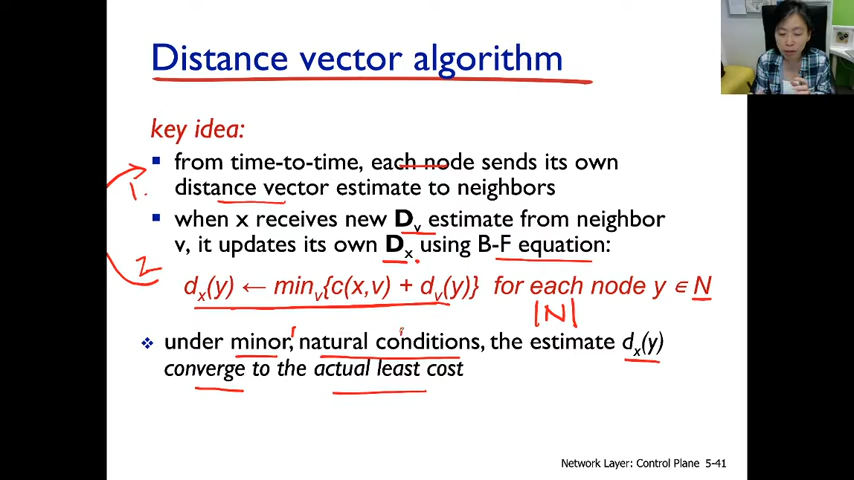 Distance vector algorithm
key idea:
▪ from time-to-time, each node sends its own
distance vector estimate to neighbors
1.
▪ when x receives new Dv estimate from neighbor
v, it updates its own Dx using B-F equation:
2
dx(y) ← minv{c(x,v) + dv(y)} for each node y ∊ N
|N|
❖ under minor, natural conditions, the estimate dx(y)
converge to the actual least cost
Network Layer: Control Plane 5-41